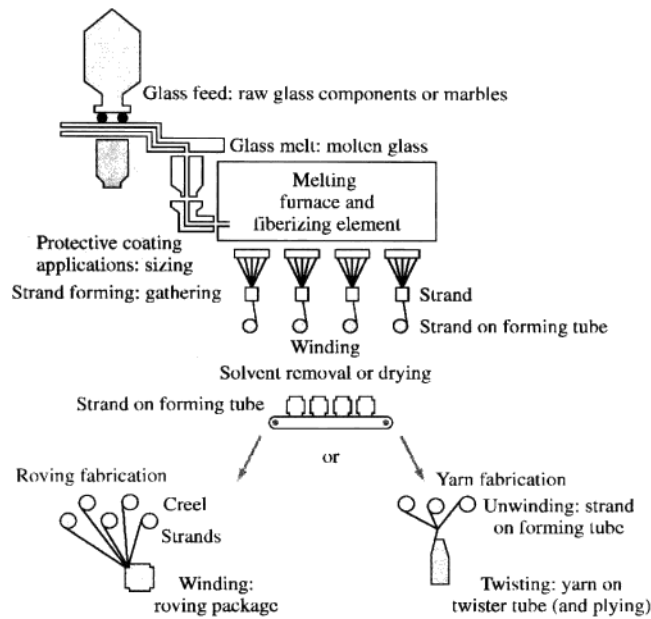 Glass feed: raw glass components or marbles
Glass melt: molten glass
Melting
furnace and
fiberizing element
Protective coating
applications: sizing
Strand forming: gathering
Strand
Strand on forming tube
Winding
Solvent removal or drying
Strand on forming tube
or
Roving fabrication
Creel
Strands
Winding:
roving package
Yarn fabrication
Unwinding: strand
on forming tube
Twisting: yarn on
twister tube (and plying)